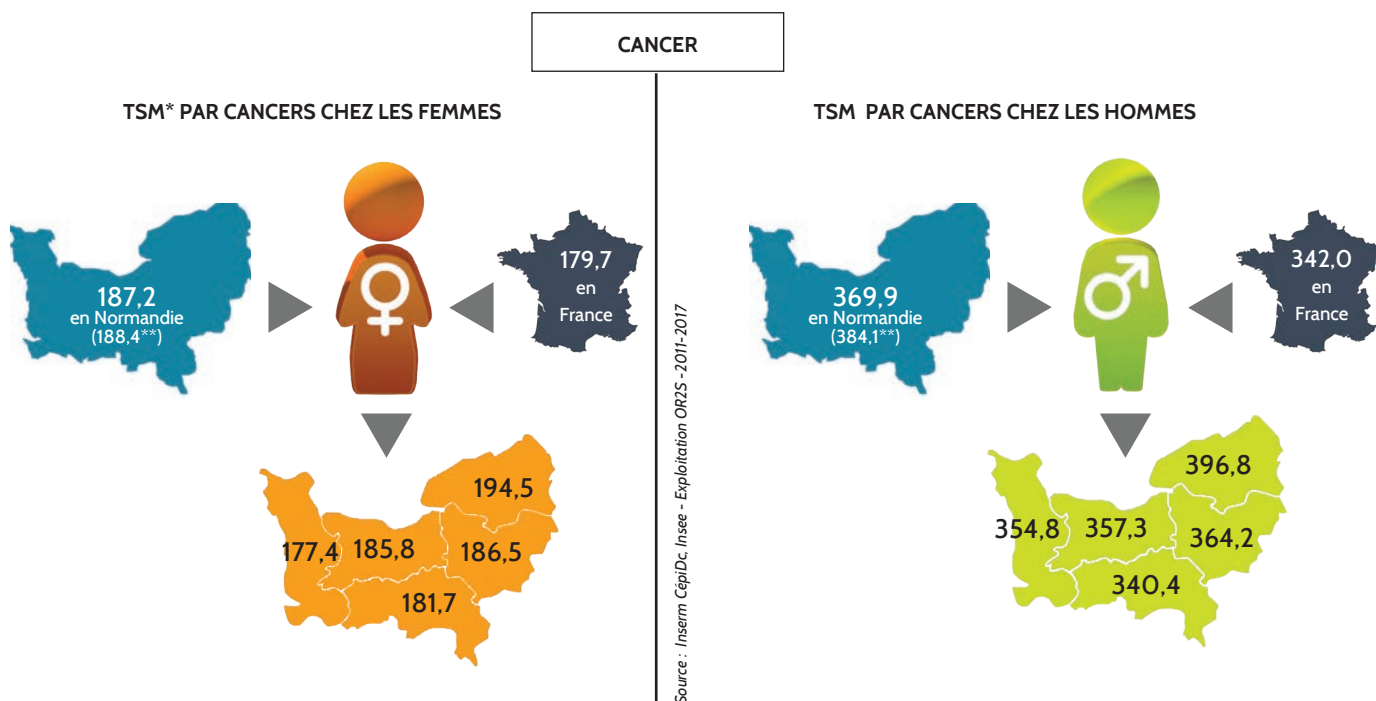 CANCER
TSM* PAR CANCERS CHEZ LES FEMMES
187,2
en Normandie
(188,4**)
179,7
en
France
194,5
177,4
185,8
186,5
181,7
Source : Inserm CépiDc, Insee - Exploitation OR2S -2011-2017
TSM PAR CANCERS CHEZ LES HOMMES
369,9
en Normandie
(384,1**)
342,0
en
France
396,8
354,8
357,3
364,2
340,4